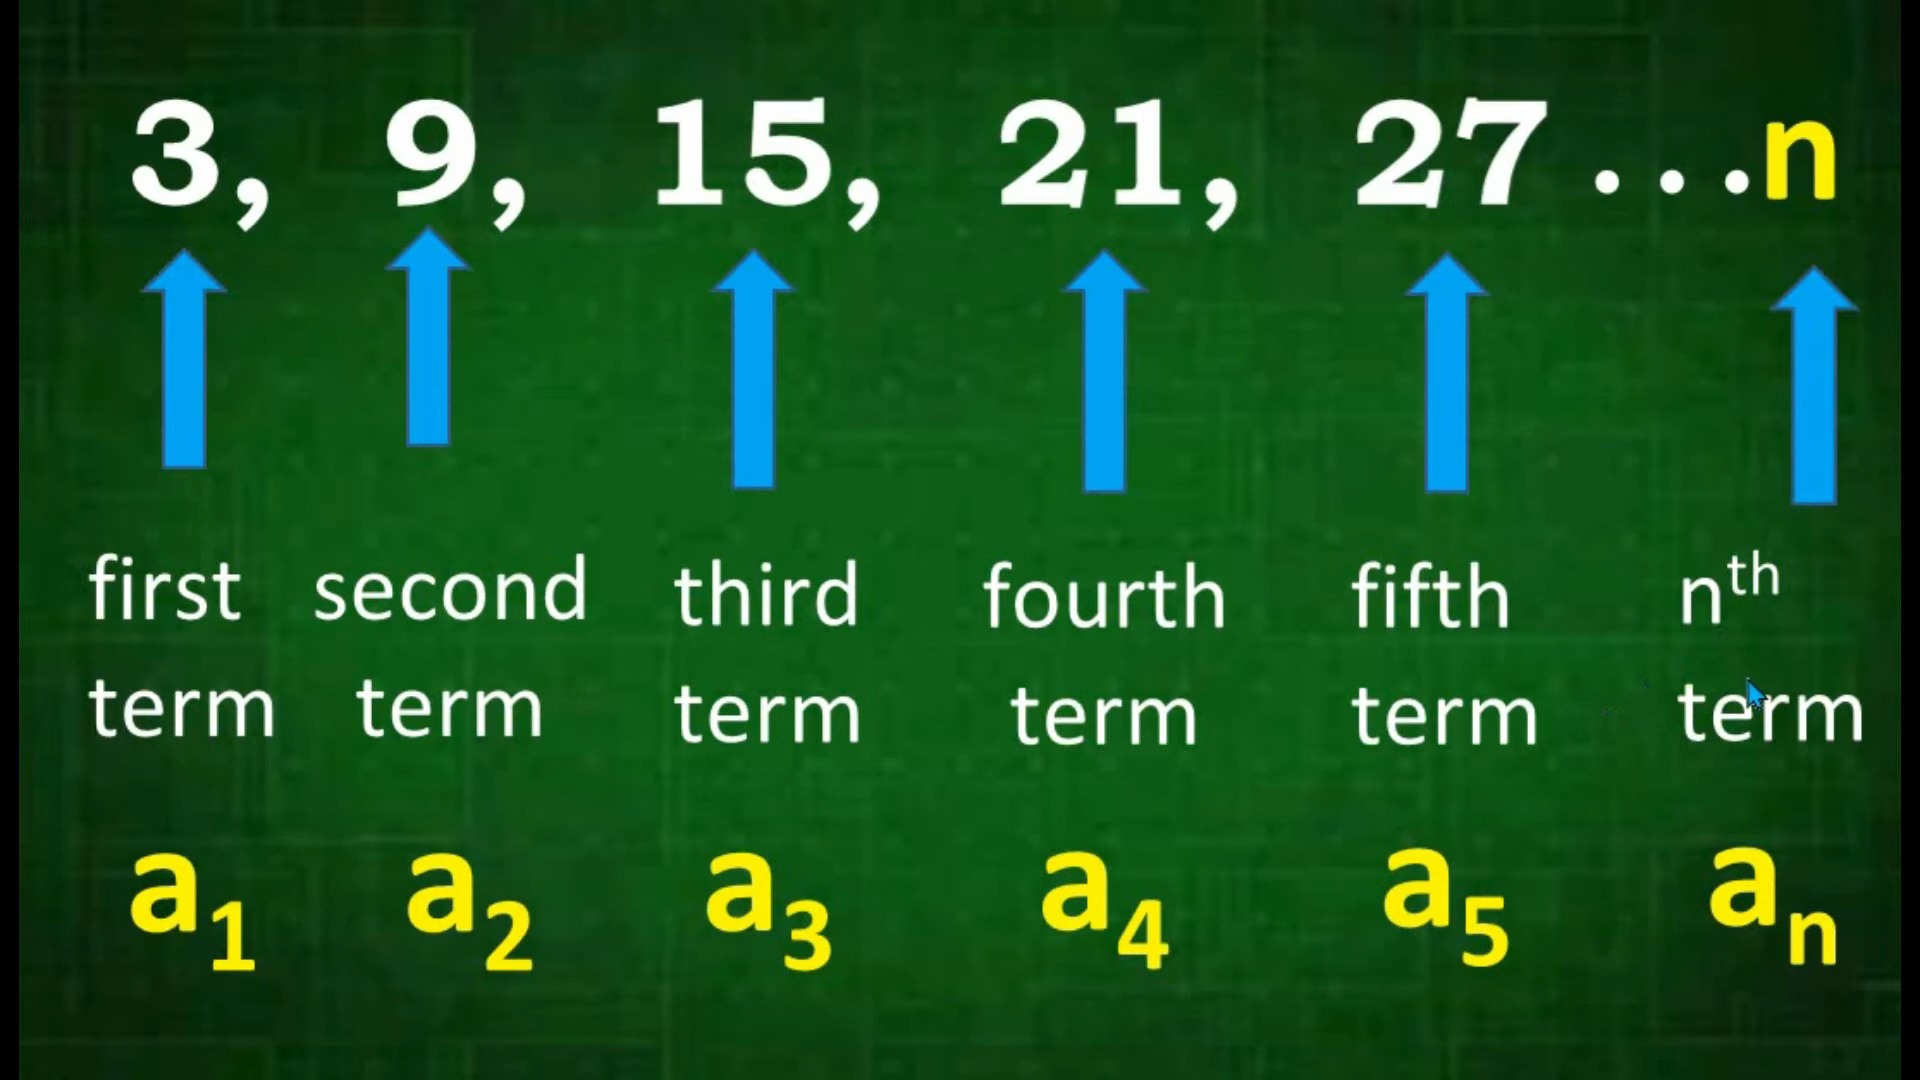 3, 9, 15, 21, 27 . . . n
first second third fourth fifth nth
term term term term term term
a1 a2 a3 a4 a5 an